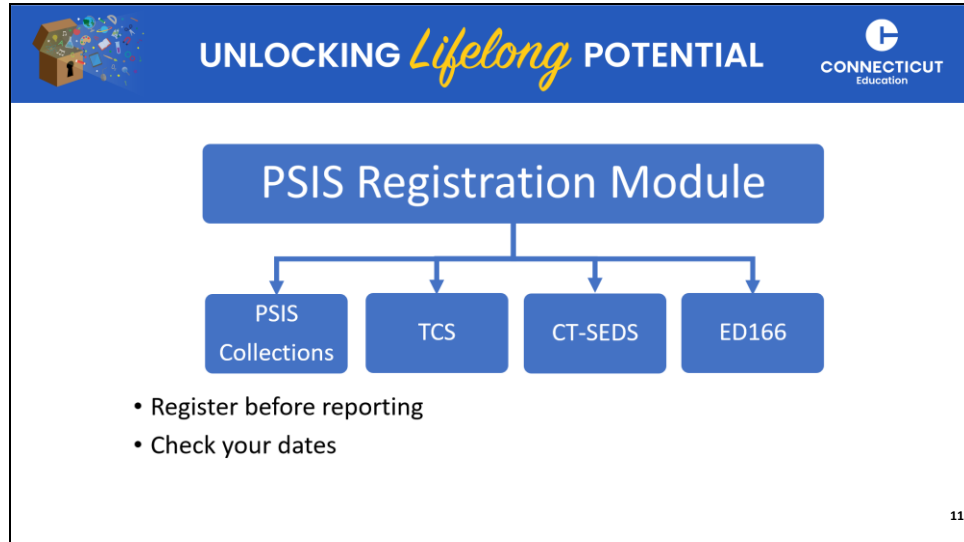 UNLOCKING Lifelong POTENTIAL
CONNECTICUT
Education
PSIS Registration Module
PSIS
Collections
TCS
CT-SEDS
ED166
• Register before reporting
• Check your dates
11